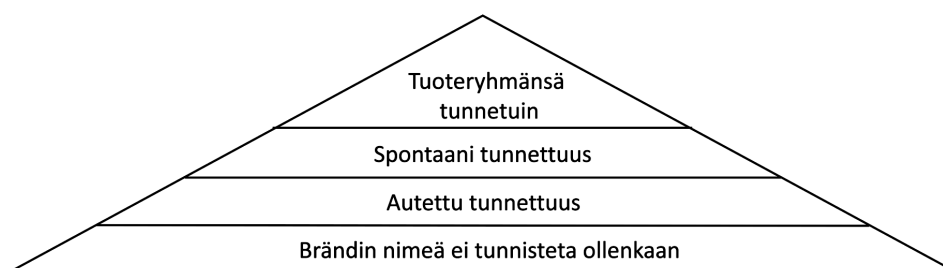 Tuoteryhmänsä
tunnetuin
Spontaani tunnettuus
Autettu tunnettuus
Brändin nimeä ei tunnisteta ollenkaan